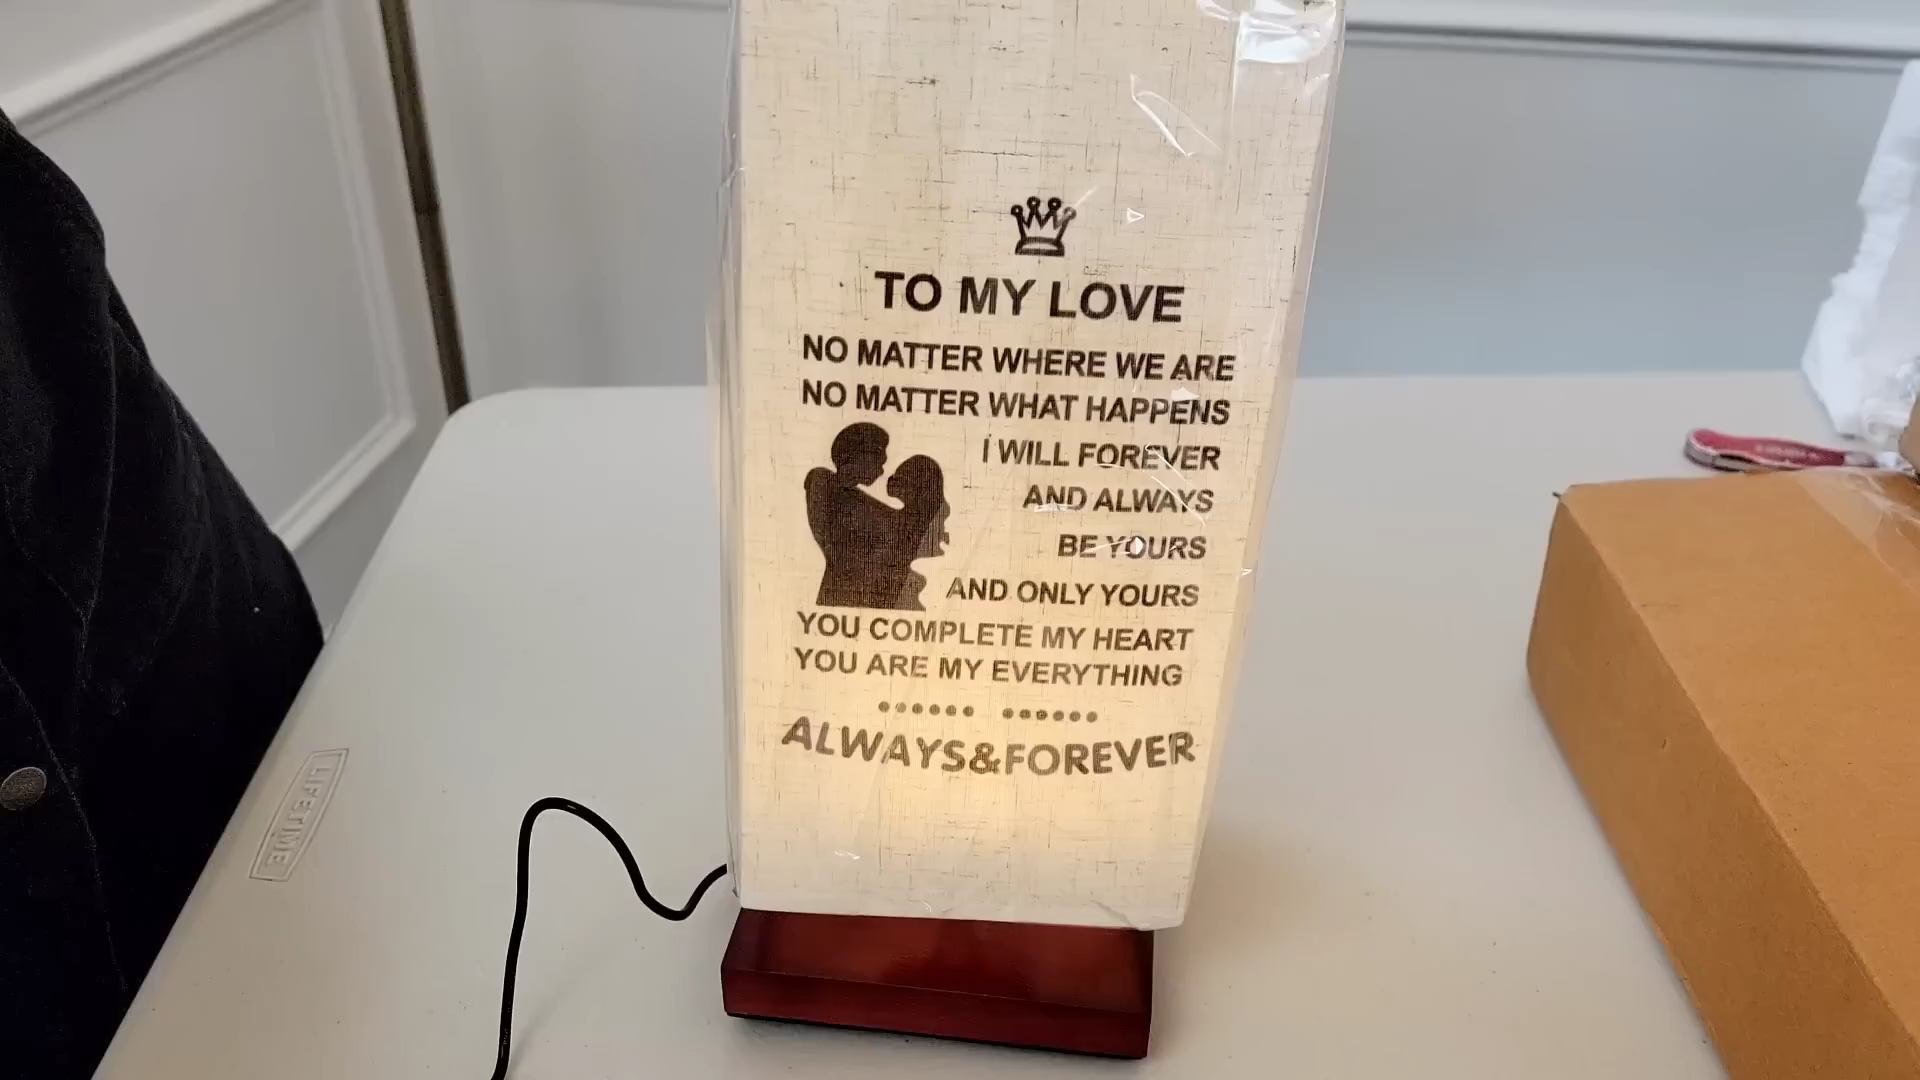 TO MY LOVE
NO MATTER WHERE WE ARE
NO MATTER WHAT HAPPENS
I WILL FOREVER
AND ALWAYS
BE YOURS
AND ONLY YOURS
YOU COMPLETE MY HEART
YOU ARE MY EVERYTHING
•••••• ••••••
ALWAYS&FOREVER
LIFETIME